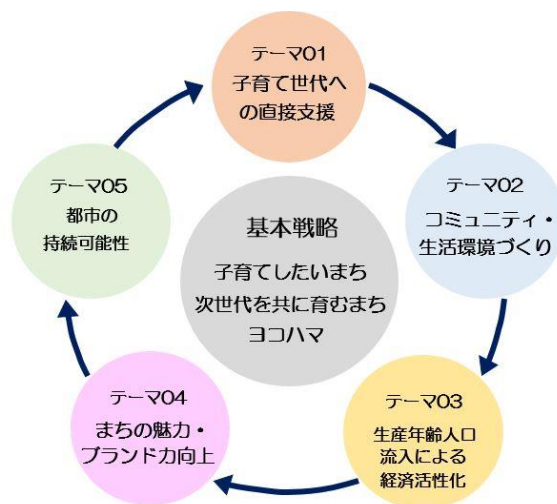 テーマ01
子育て世代へ
の直接支援
テーマ02
コミュニティ・
生活環境づくり
テーマ03
生産年齢人口
流入による
経済活性化
テーマ04
まちの魅力・
ブランド力向上
テーマ05
都市の
持続可能性
基本戦略
子育てしたいまち
次世代を共に育むまち
ヨコハマ